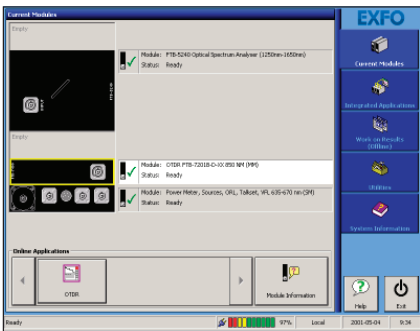 Current Modules
EXFO
Empty
Module: FTB-5240 Optical Spectrum Analyser (1250nm-1650nm)
Status: Ready
Current Modules
Integrated Applications
Empty
Work on Results
(Offline)
Module: OTDR FTB-7201B-D-XX 850 NM (MM)
Status: Ready
Utilities
Module: Power Meter, Sources, ORL, Talkset, VFL 635-670 nm (SM)
Status: Ready
System Information
Online Applications
OTDR
Module Information
Help
Exit
Ready
97%
Local
2001-05-04
9:34